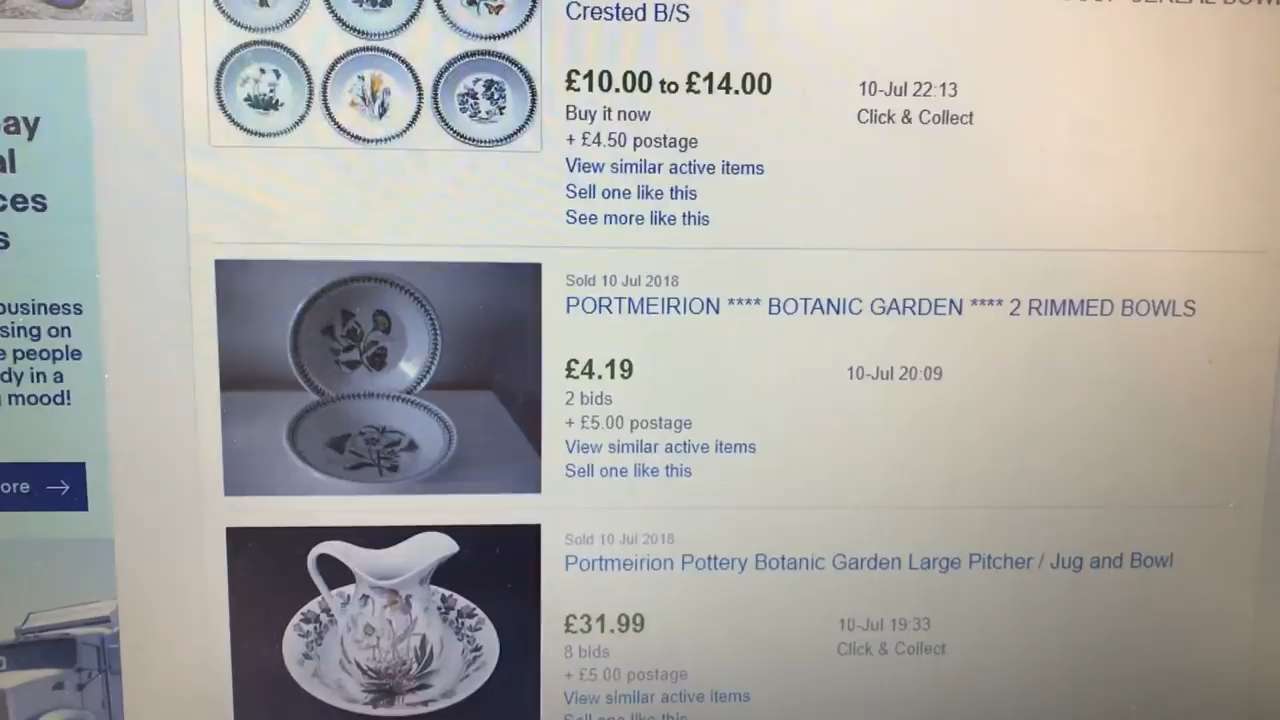 Crested B/S
£10.00 to £14.00
10-Jul 22:13
Buy it now
Click & Collect
+ £4.50 postage
View similar active items
Sell one like this
See more like this
Sold 10 Jul 2018
PORTMEIRION **** BOTANIC GARDEN **** 2 RIMMED BOWLS
£4.19
10-Jul 20:09
2 bids
+ £5.00 postage
View similar active items
Sell one like this
Sold 10 Jul 2018
Portmeirion Pottery Botanic Garden Large Pitcher / Jug and Bowl
£31.99
10-Jul 19:33
8 bids
Click & Collect
+ £5.00 postage
View similar active items
Sell one like this
business
sing on
people
dy in a
mood!
ore